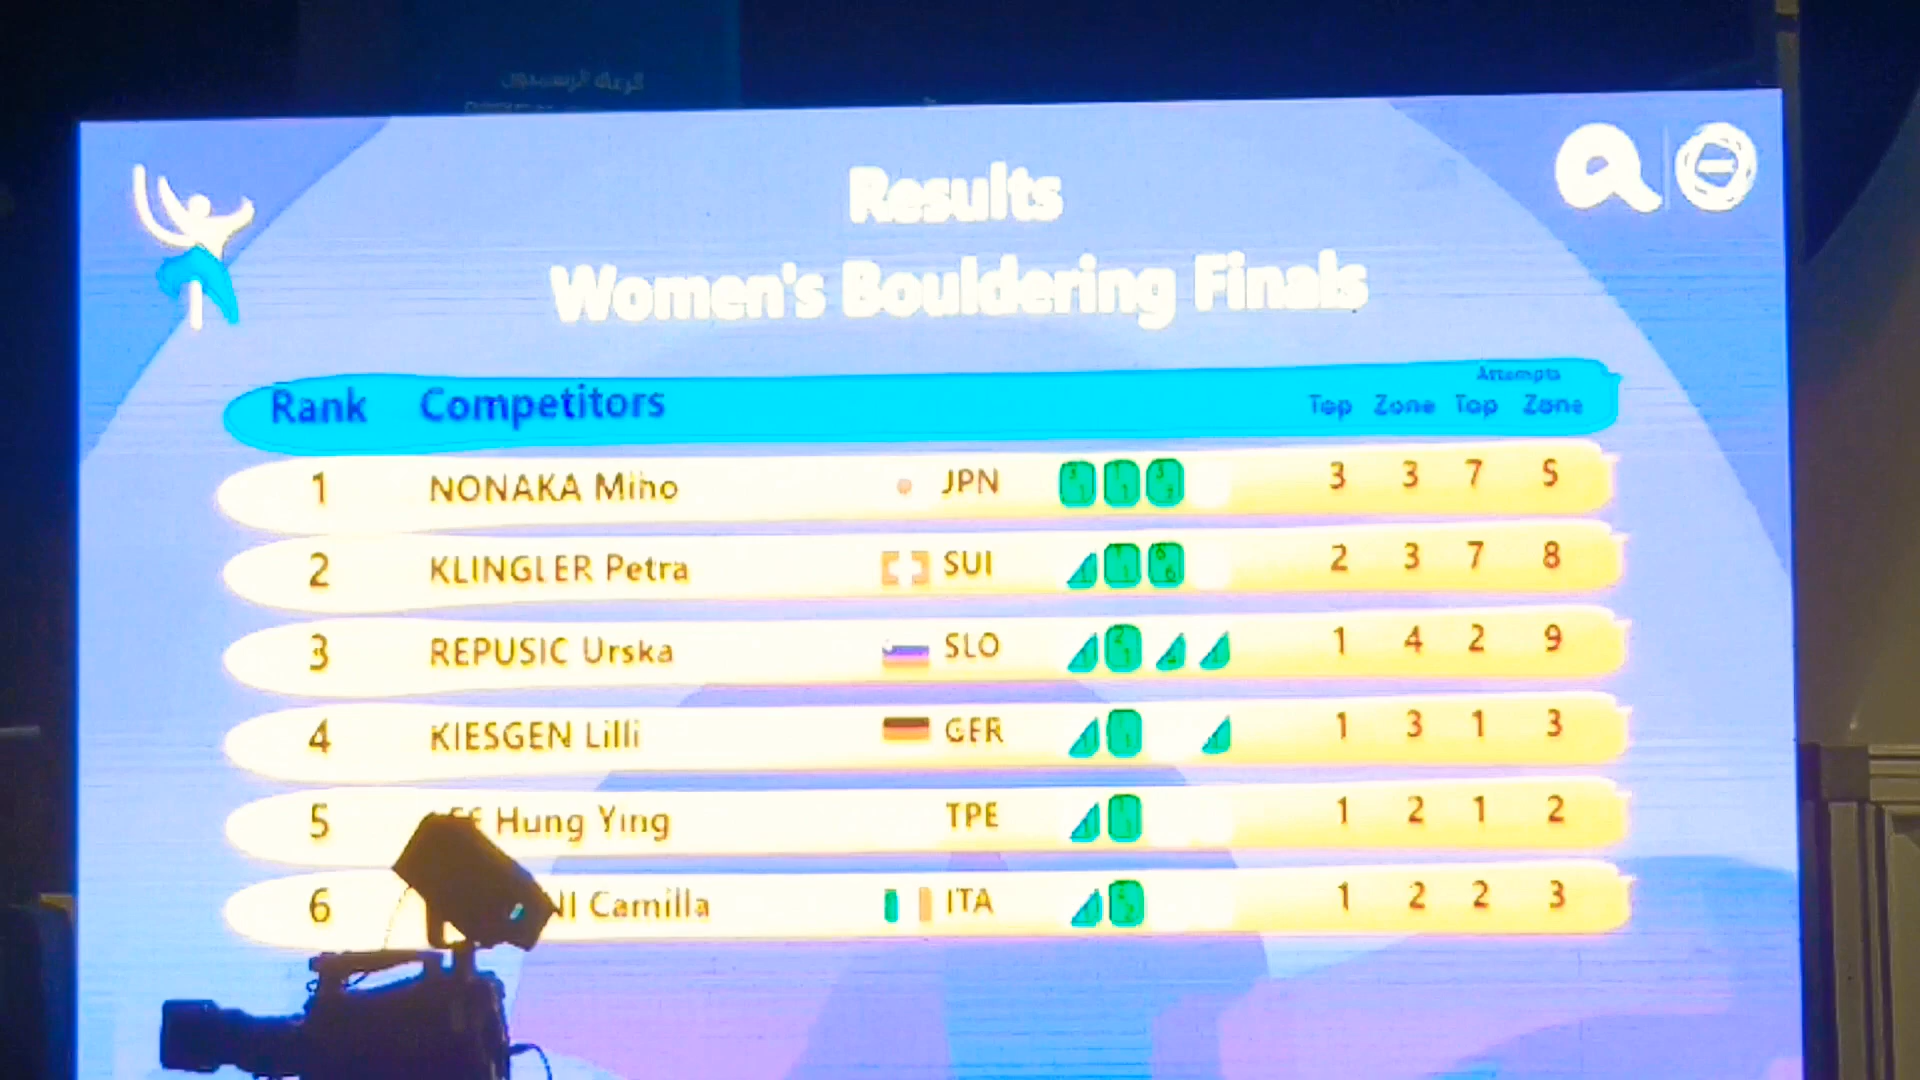 Results
Women's Bouldering Finals
Attempts
Rank Competitors Top Zone Top Zone
1 NONAKA Miho JPN 3 3 7 5
2 KLINGLER Petra SUI 2 3 7 8
3 REPUSIC Urska SLO 1 4 2 9
4 KIESGEN Lilli GER 1 3 1 3
5 Hung Ying TPE 1 2 1 2
6 NI Camilla ITA 1 2 2 3